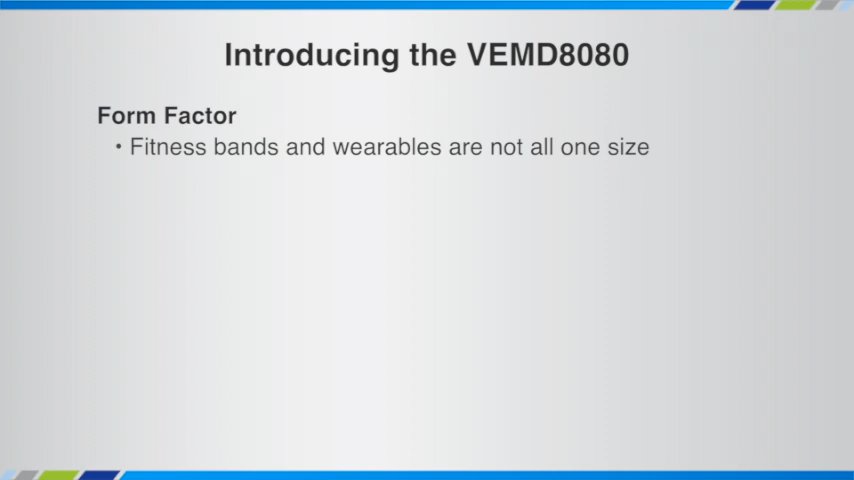 Introducing the VEMD8080
Form Factor
• Fitness bands and wearables are not all one size